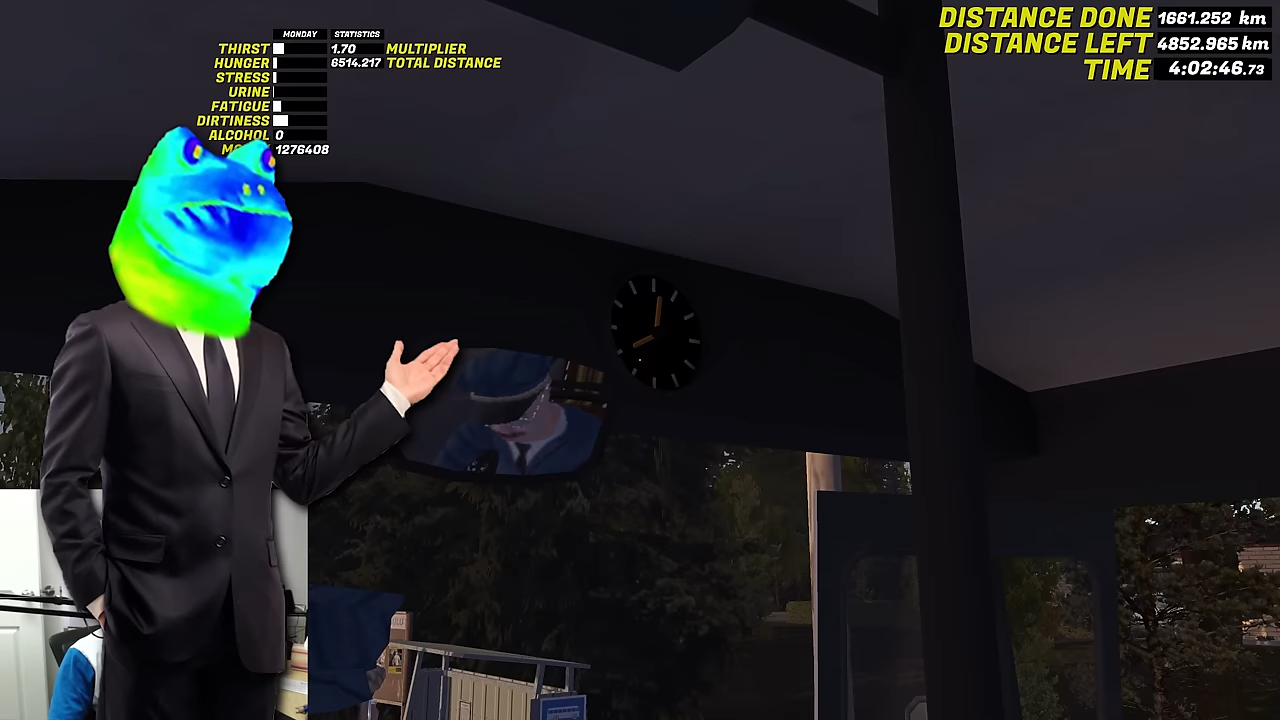 MONDAY STATISTICS
THIRST 1.70 MULTIPLIER
HUNGER 6514.217 TOTAL DISTANCE
STRESS
URINE
FATIGUE
DIRTINESS
ALCOHOL 0
1276408
DISTANCE DONE 1661.252 km
DISTANCE LEFT 4852.965 km
TIME 4:02:46.73